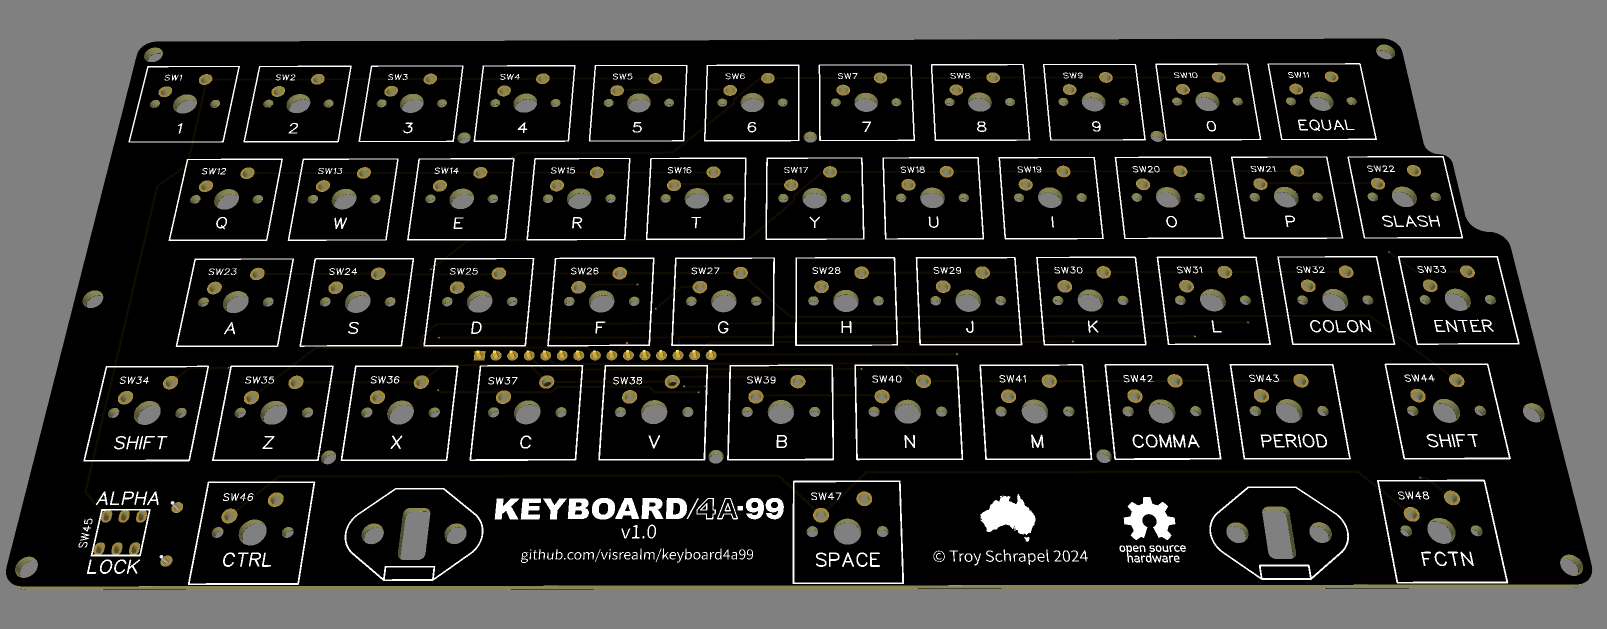 SW1 SW2 SW3 SW4 SW5 SW6 SW7 SW8 SW9 SW10 SW11
1 2 3 4 5 6 7 8 9 0 EQUAL
SW12 SW13 SW14 SW15 SW16 SW17 SW18 SW19 SW20 SW21 SW22
Q W E R T Y U I O P SLASH
SW23 SW24 SW25 SW26 SW27 SW28 SW29 SW30 SW31 SW32 SW33
A S D F G H J K L COLON ENTER
SW34 SW35 SW36 SW37 SW38 SW39 SW40 SW41 SW42 SW43 SW44
SHIFT Z X C V B N M COMMA PERIOD SHIFT
ALPHA
SW45
LOCK
SW46
CTRL
KEYBOARD/4A-99
v1.0
github.com/visrealm/keyboard4a99
SW47
SPACE
© Troy Schrapel 2024
open source
hardware
SW48
FCTN